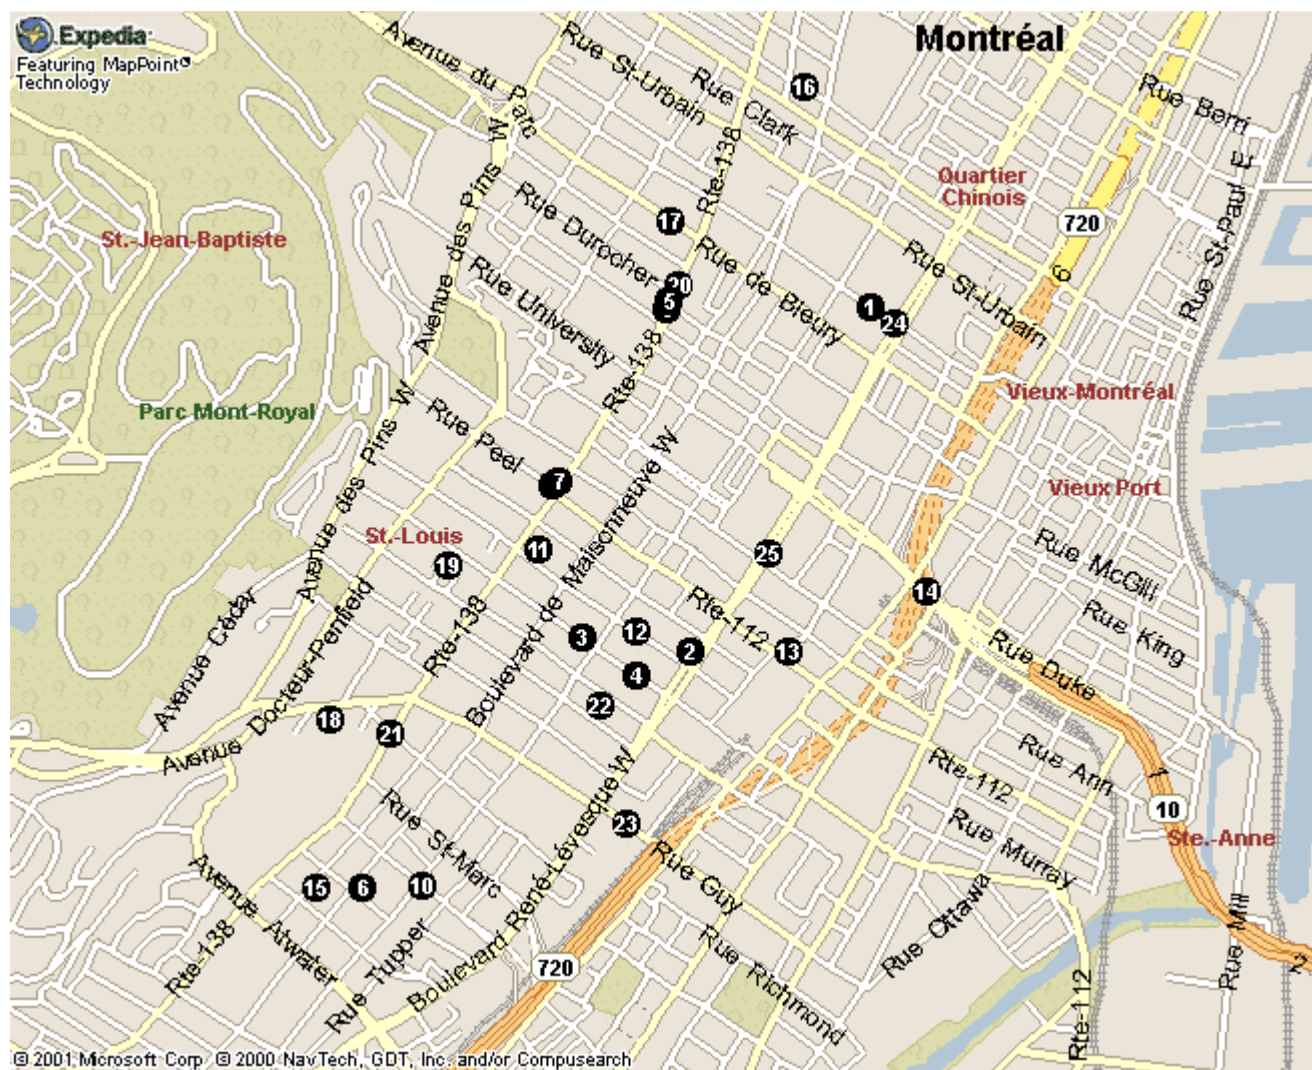 Expedia
Featuring MapPoint®
Technology
Montréal
Avenue du Parc
Rue St-Urbain
Rue Clark
16
Rue Berri
Rte-138
Quartier
Chinois
Rue St-Paul E
720
Avenue des Pins W
Rue Durocher
17
St.-Jean-Baptiste
Rue de Bleury
Rue St-Urbain
Rue University
20
5
1
24
9
Rte-138
Vieux-Montréal
Parc Mont-Royal
Avenue des Pins W
Rue Peel
7
Vieux Port
St.-Louis
11
Boulevard de Maisonneuve W
25
19
Rue McGill
Avenue Cedar
Avenue Docteur-Penfield
Rte-138
Rte-112
14
3
12
2
13
Rue King
4
22
Rue Duke
18
21
Rue Ann
Rte-112
1
10
Ste.-Anne
23
Rue St-Marc
Boulevard René-Lévesque W
Rue Guy
Rue Murray
15
6
10
Avenue Atwater
Rte-138
Rue Tupper
Rue Ottawa
Rue Mill
720
Rue Richmond
2
Rte-112
© 2001 Microsoft Corp © 2000 NavTech, GDT, Inc. and/or Compusearch